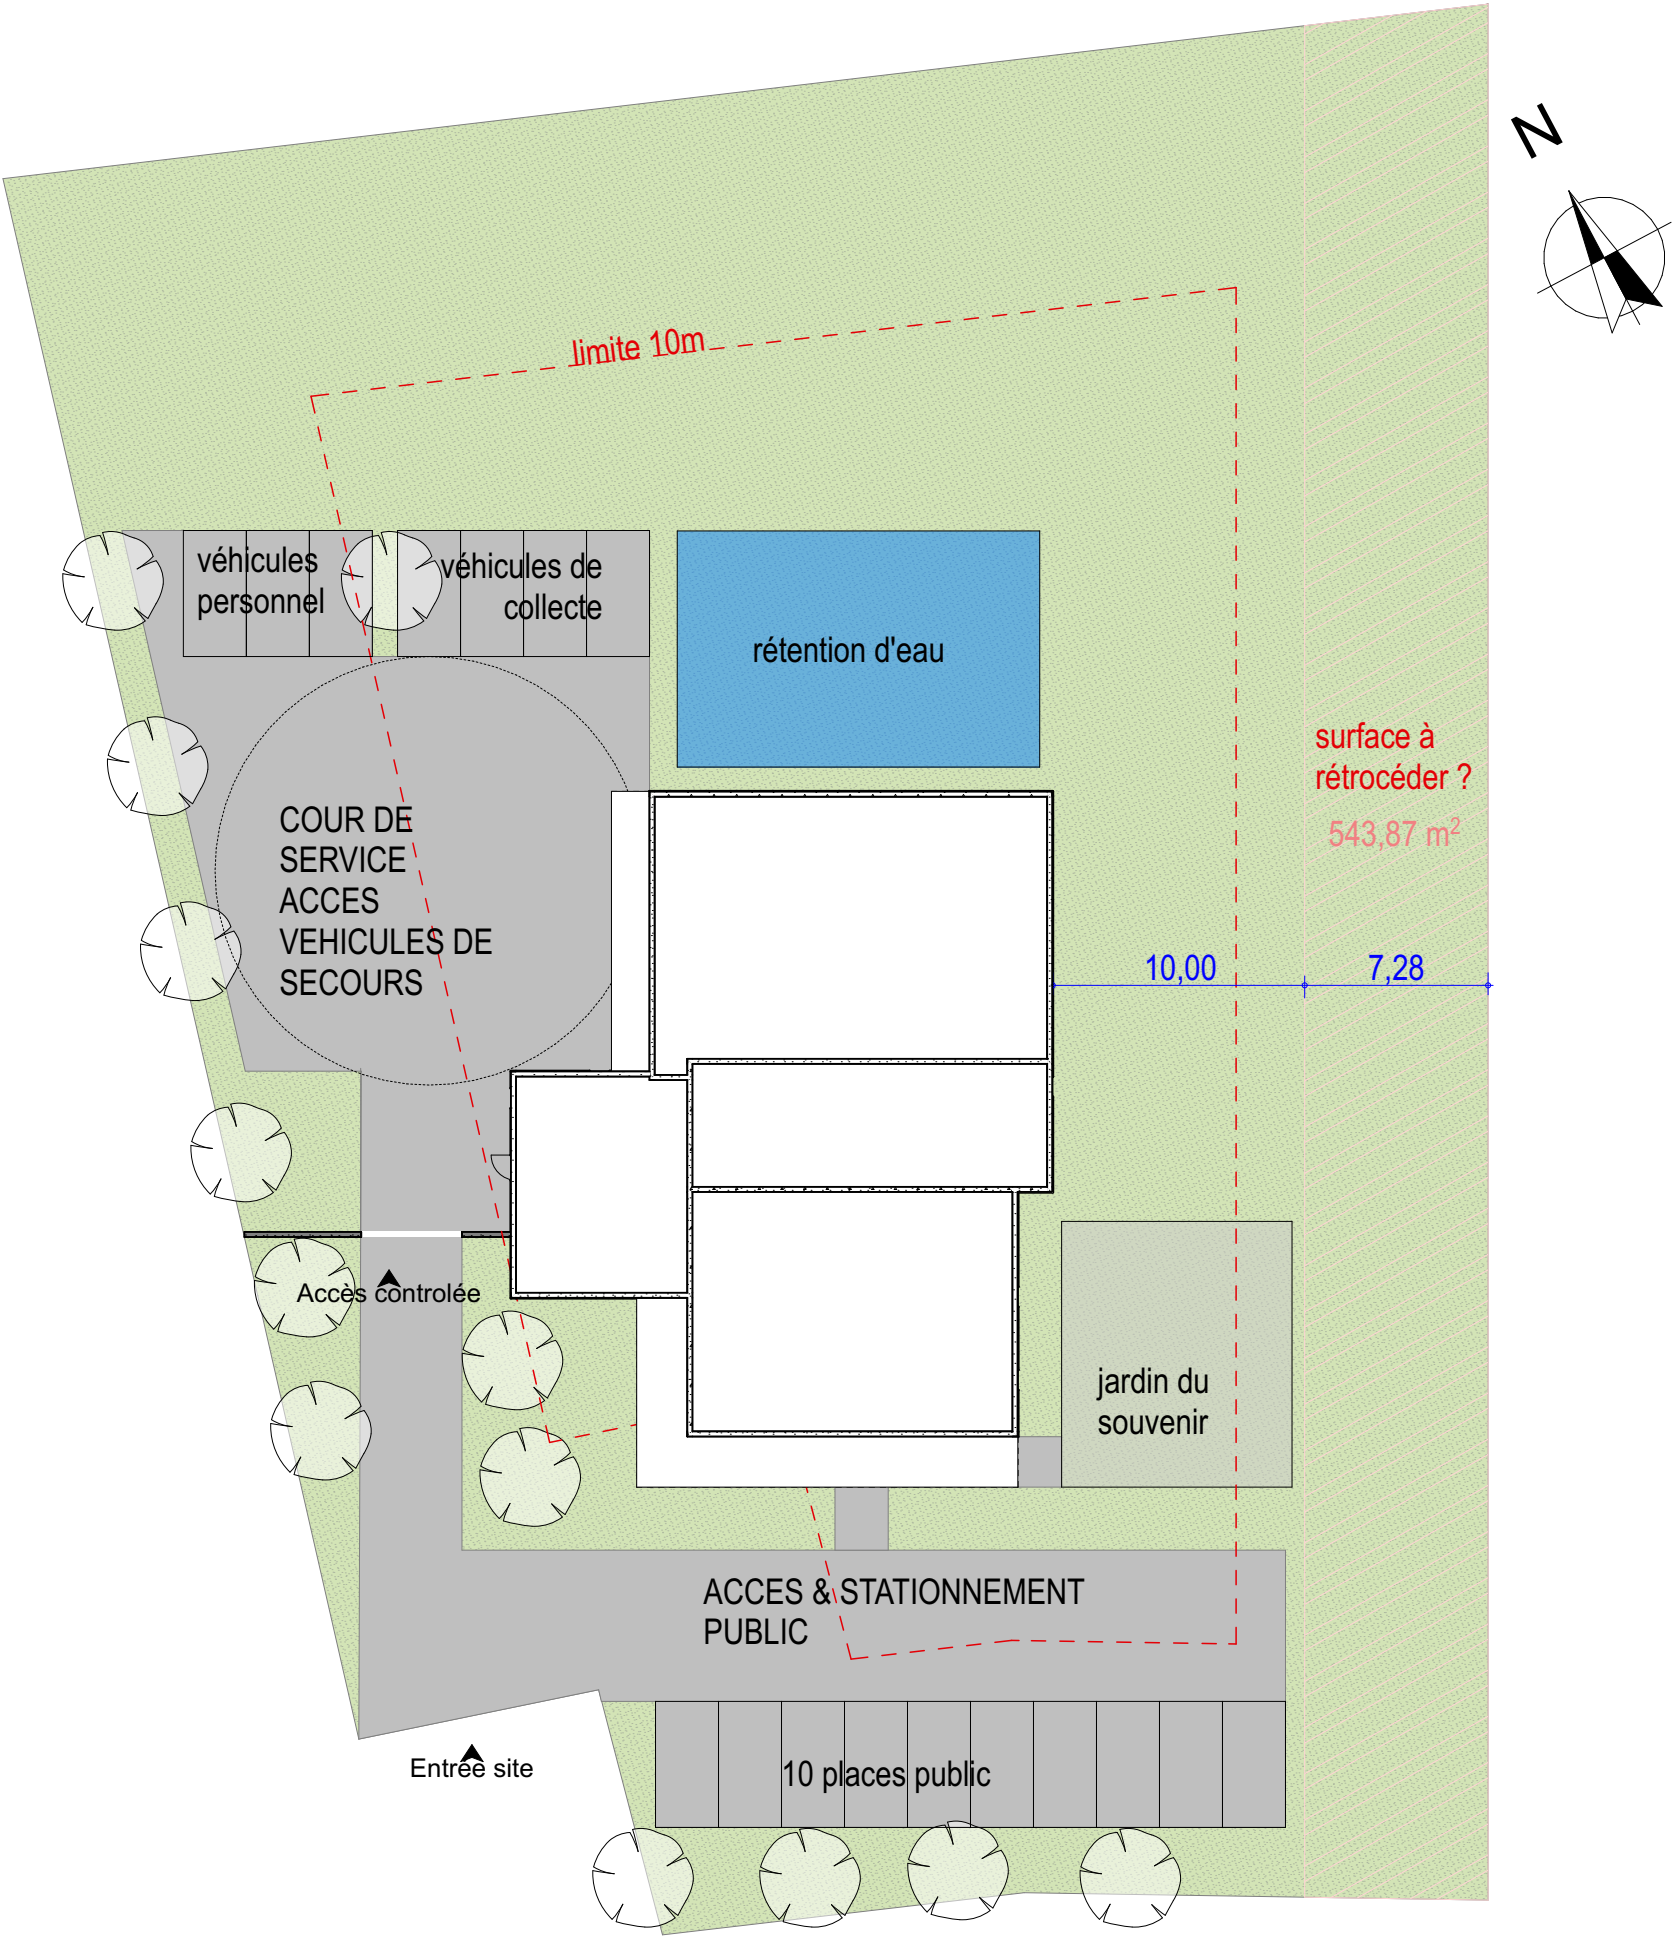 N
limite 10m
véhicules
personnel
véhicules de
collecte
rétention d'eau
surface à
rétrocéder ?
543,87 m²
COUR DE
SERVICE
ACCES
VEHICULES DE
SECOURS
10,00
7,28
Accès controlée
jardin du
souvenir
ACCES & STATIONNEMENT
PUBLIC
Entrée site
10 places public